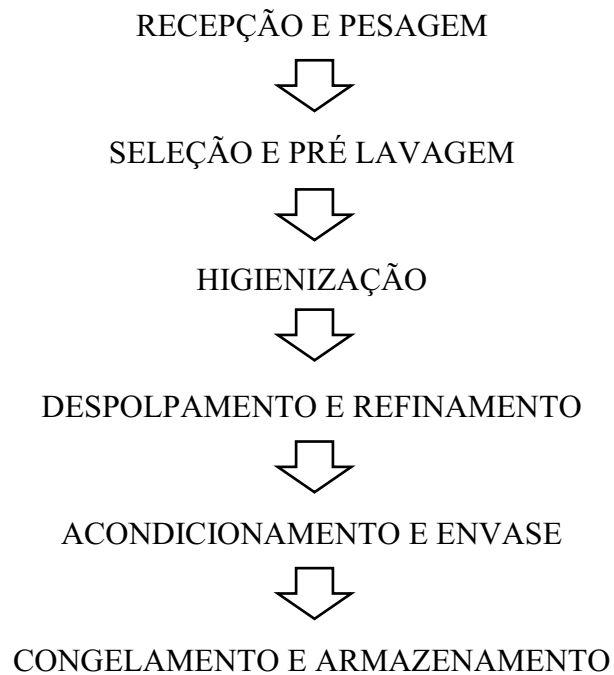 RECEPÇÃO E PESAGEM
SELEÇÃO E PRÉ LAVAGEM
HIGIENIZAÇÃO
DESPOLPAMENTO E REFINAMENTO
ACONDICIONAMENTO E ENVASE
CONGELAMENTO E ARMAZENAMENTO